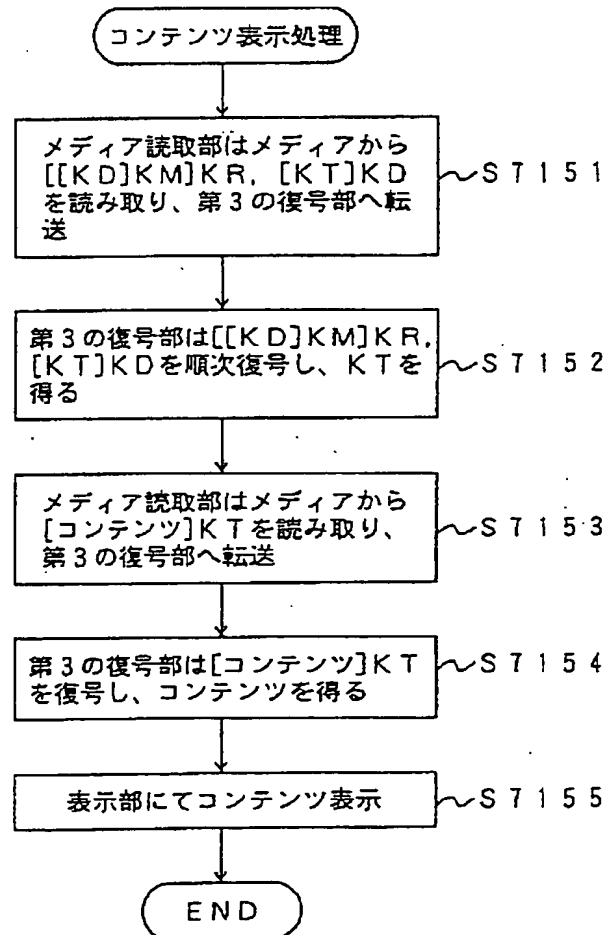 コンテンツ表示処理
メディア読取部はメディアから
[[KD]KM]KR, [KT]KD
を読み取り、第3の復号部へ転
送
S7151
第3の復号部は[[KD]KM]KR,
[KT]KDを順次復号し、KTを
得る
S7152
メディア読取部はメディアから
[コンテンツ]KTを読み取り、
第3の復号部へ転送
S7153
第3の復号部は[コンテンツ]KT
を復号し、コンテンツを得る
S7154
表示部にてコンテンツ表示
S7155
END